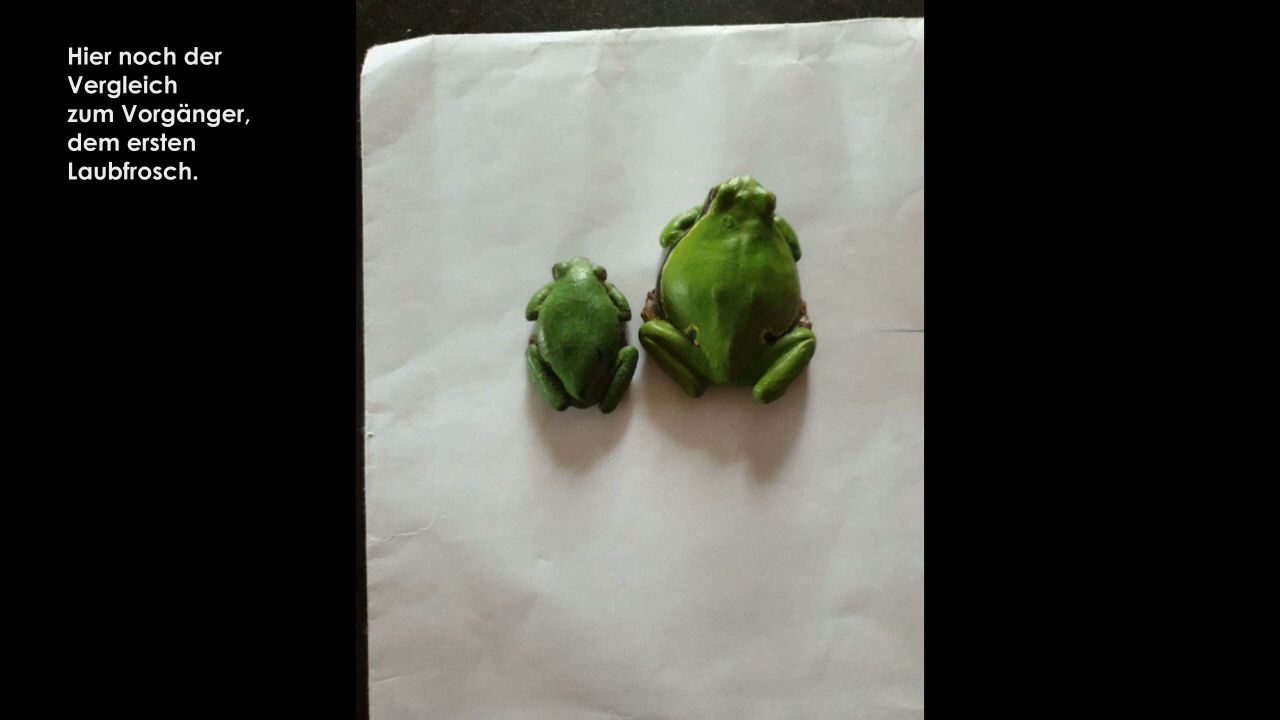 Hier noch der
Vergleich
zum Vorgänger,
dem ersten
Laubfrosch.